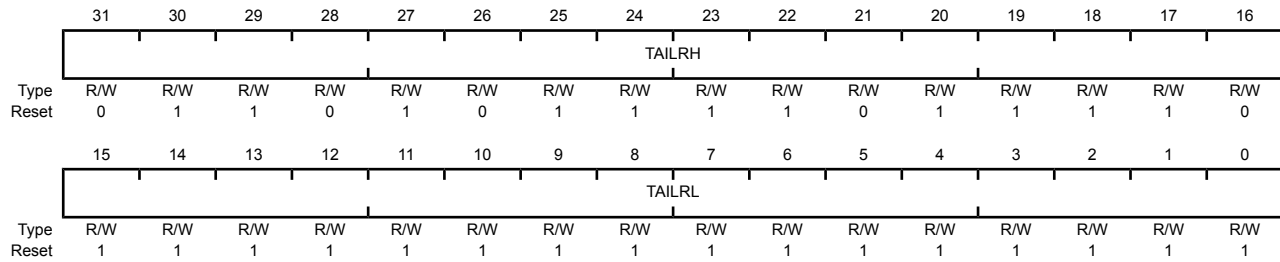 31 30 29 28 27 26 25 24 23 22 21 20 19 18 17 16
TAILRH
Type R/W R/W R/W R/W R/W R/W R/W R/W R/W R/W R/W R/W R/W R/W R/W R/W
Reset 0 1 1 0 1 0 1 1 1 1 0 1 1 1 1 0
15 14 13 12 11 10 9 8 7 6 5 4 3 2 1 0
TAILRL
Type R/W R/W R/W R/W R/W R/W R/W R/W R/W R/W R/W R/W R/W R/W R/W R/W
Reset 1 1 1 1 1 1 1 1 1 1 1 1 1 1 1 1